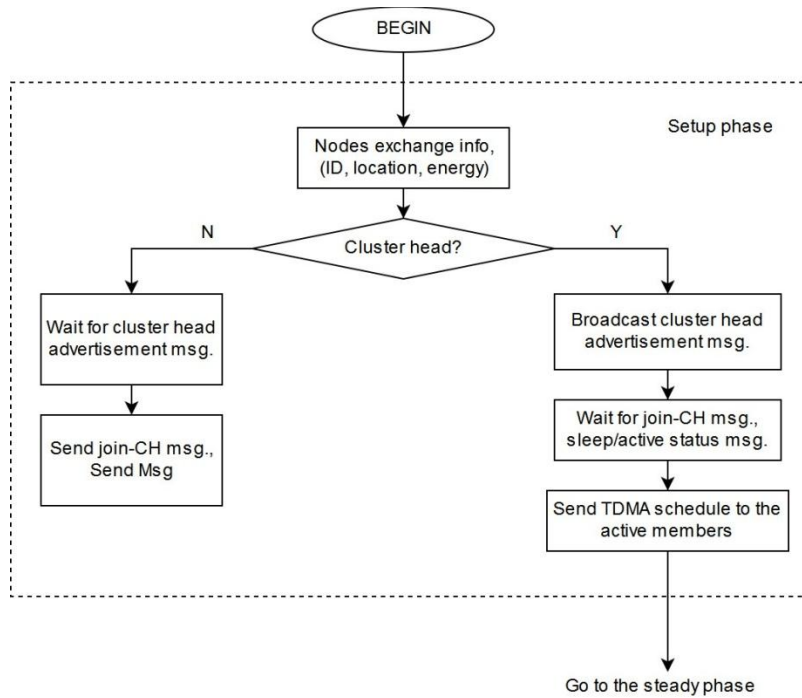 BEGIN
Setup phase
Nodes exchange info,
(ID, location, energy)
N
Cluster head?
Y
Wait for cluster head
advertisement msg.
Broadcast cluster head
advertisement msg.
Send join-CH msg.,
Send Msg
Wait for join-CH msg.,
sleep/active status msg.
Send TDMA schedule to the
active members
Go to the steady phase